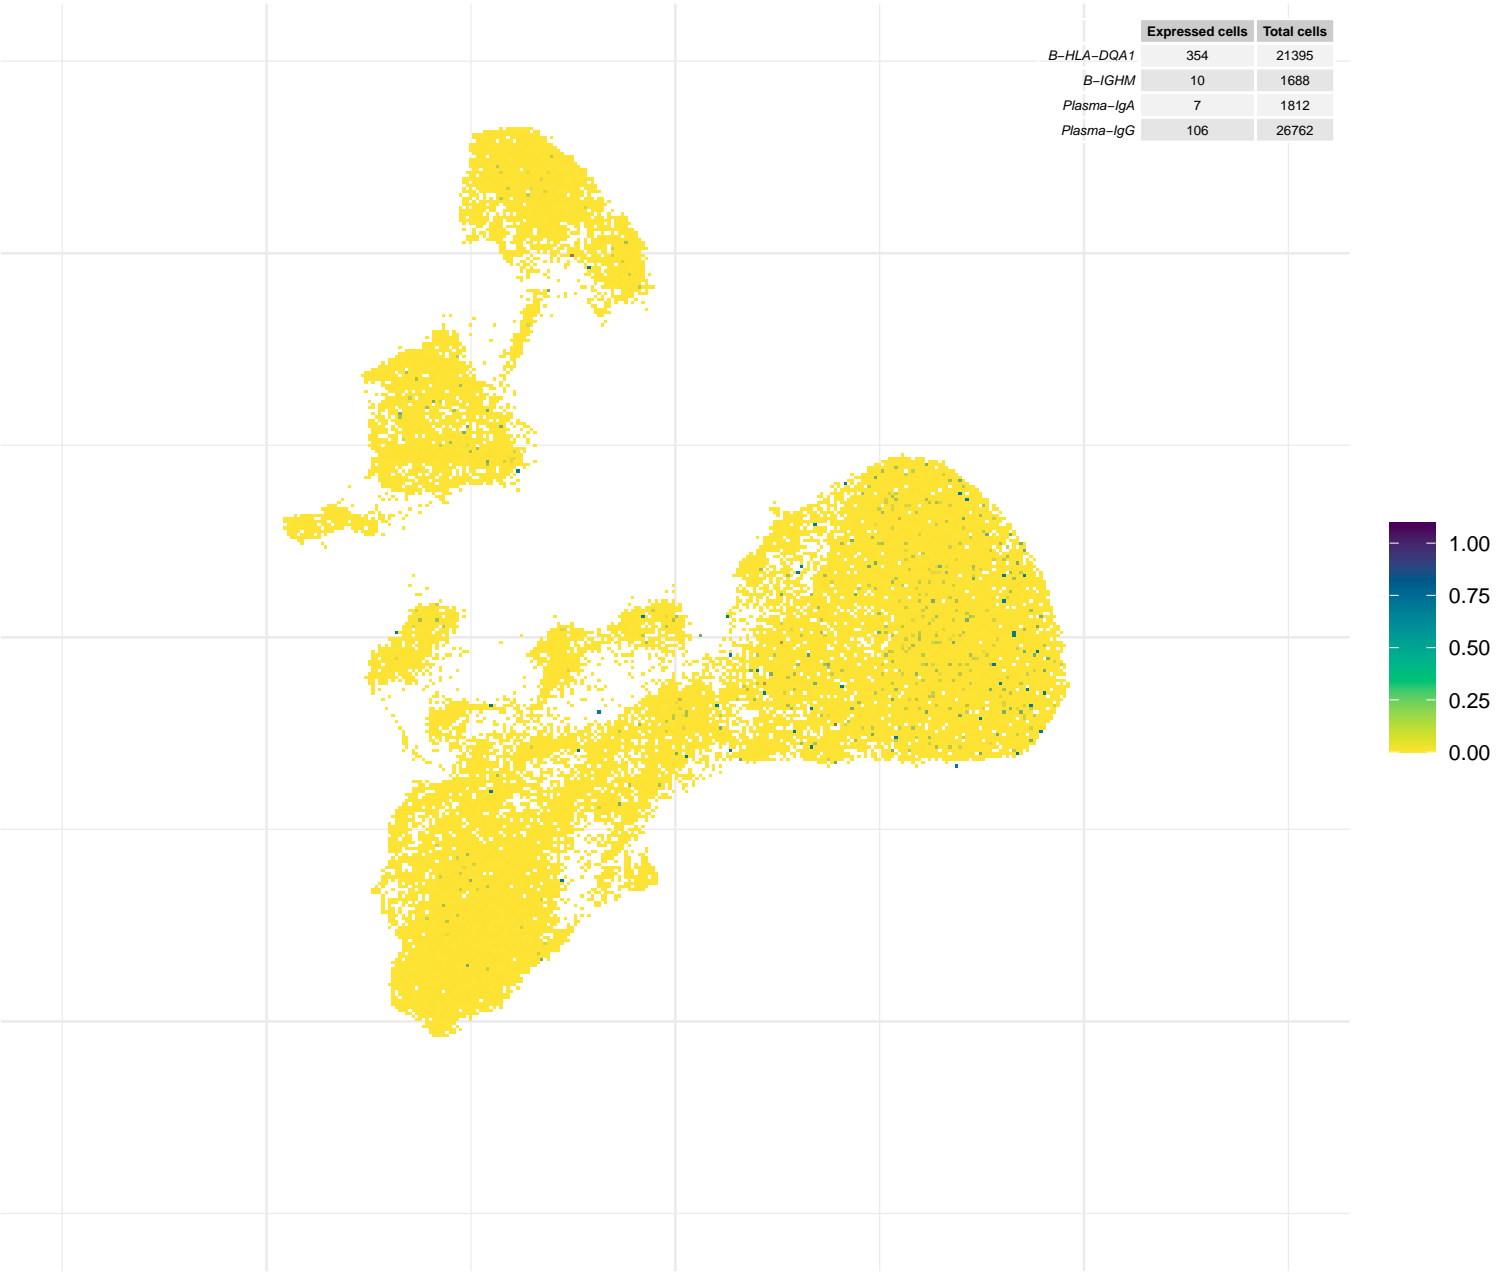 Expressed cells Total cells
B−HLA−DQA1 354 21395
B−IGHM 10 1688
Plasma−IgA 7 1812
Plasma−IgG 106 26762
1.00
0.75
0.50
0.25
0.00